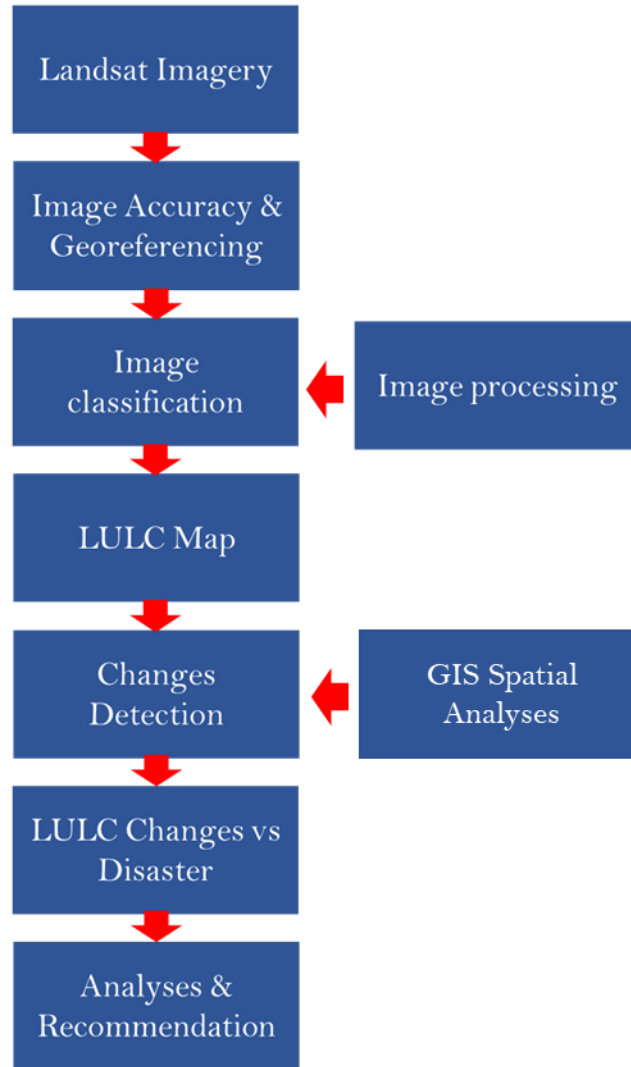 Landsat Imagery
Image Accuracy &
Georeferencing
Image
classification
Image processing
LULC Map
Changes
Detection
GIS Spatial
Analyses
LULC Changes vs
Disaster
Analyses &
Recommendation